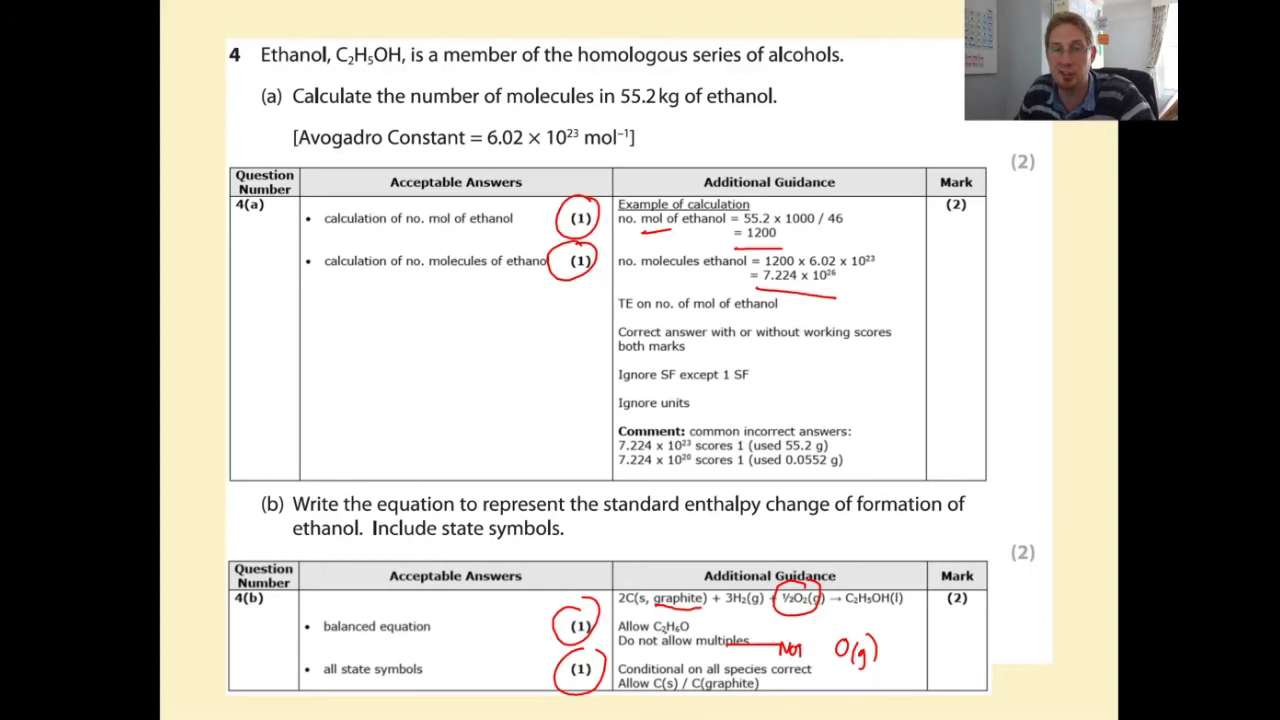 4 Ethanol, C₂H₅OH, is a member of the homologous series of alcohols.
(a) Calculate the number of molecules in 55.2 kg of ethanol.
[Avogadro Constant = 6.02 × 10²³ mol⁻¹]
(2)
Question Number Acceptable Answers Additional Guidance Mark
4(a)
• calculation of no. mol of ethanol (1)
• calculation of no. molecules of ethanol (1)
Example of calculation
no. mol of ethanol = 55.2 x 1000 / 46
= 1200
no. molecules ethanol = 1200 x 6.02 x 10²³
= 7.224 x 10²⁶
TE on no. of mol of ethanol
Correct answer with or without working scores
both marks
Ignore SF except 1 SF
Ignore units
Comment: common incorrect answers:
7.224 x 10²³ scores 1 (used 55.2 g)
7.224 x 10²⁰ scores 1 (used 0.0552 g)
(2)
(b) Write the equation to represent the standard enthalpy change of formation of
ethanol. Include state symbols.
(2)
Question Number Acceptable Answers Additional Guidance Mark
4(b)
• balanced equation (1)
• all state symbols (1)
2C(s, graphite) + 3H₂(g) + ½O₂(g) → C₂H₅OH(l)
Allow C₂H₆O
Do not allow multiples
Not O(g)
Conditional on all species correct
Allow C(s) / C(graphite)
(2)